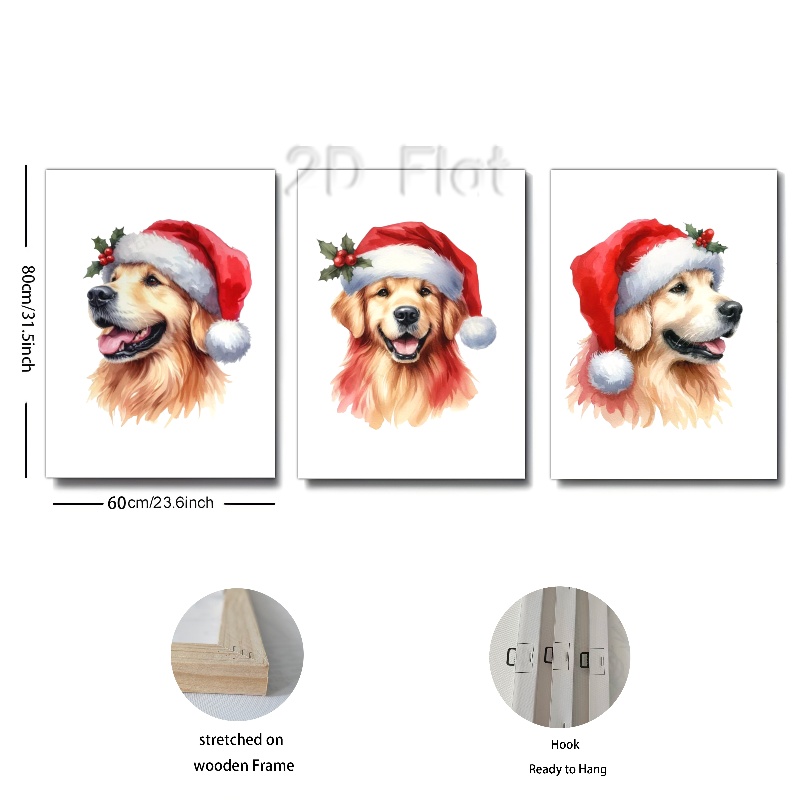 2D Flat
80cm/31.5inch
60cm/23.6inch
stretched on
wooden Frame
Hook
Ready to Hang